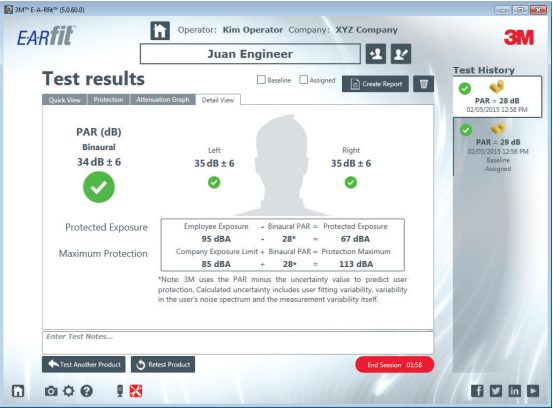 3M™ E-A-Rfit™ (5.0.60.0)
EARfit™
Operator: Kim Operator Company: XYZ Company
3M
Juan Engineer
Test results
Baseline Assigned Create Report
Quick View Protection Attenuation Graph Detail View
PAR (dB)
Binaural
34 dB ± 6
Left
35 dB ± 6
Right
35 dB ± 6
Protected Exposure
Employee Exposure - Binaural PAR = Protected Exposure
95 dBA - 28* = 67 dBA
Maximum Protection
Company Exposure Limit + Binaural PAR = Protection Maximum
85 dBA + 28* = 113 dBA
*Note: 3M uses the PAR minus the uncertainty value to predict user
protection. Calculated uncertainty includes user fitting variability, variability
in the user's noise spectrum and the measurement variability itself.
Enter Test Notes...
Test Another Product Retest Product End Session 01:58
Test History
PAR = 28 dB
02/05/2015 12:58 PM
PAR = 29 dB
02/05/2015 12:58 PM
Baseline
Assigned